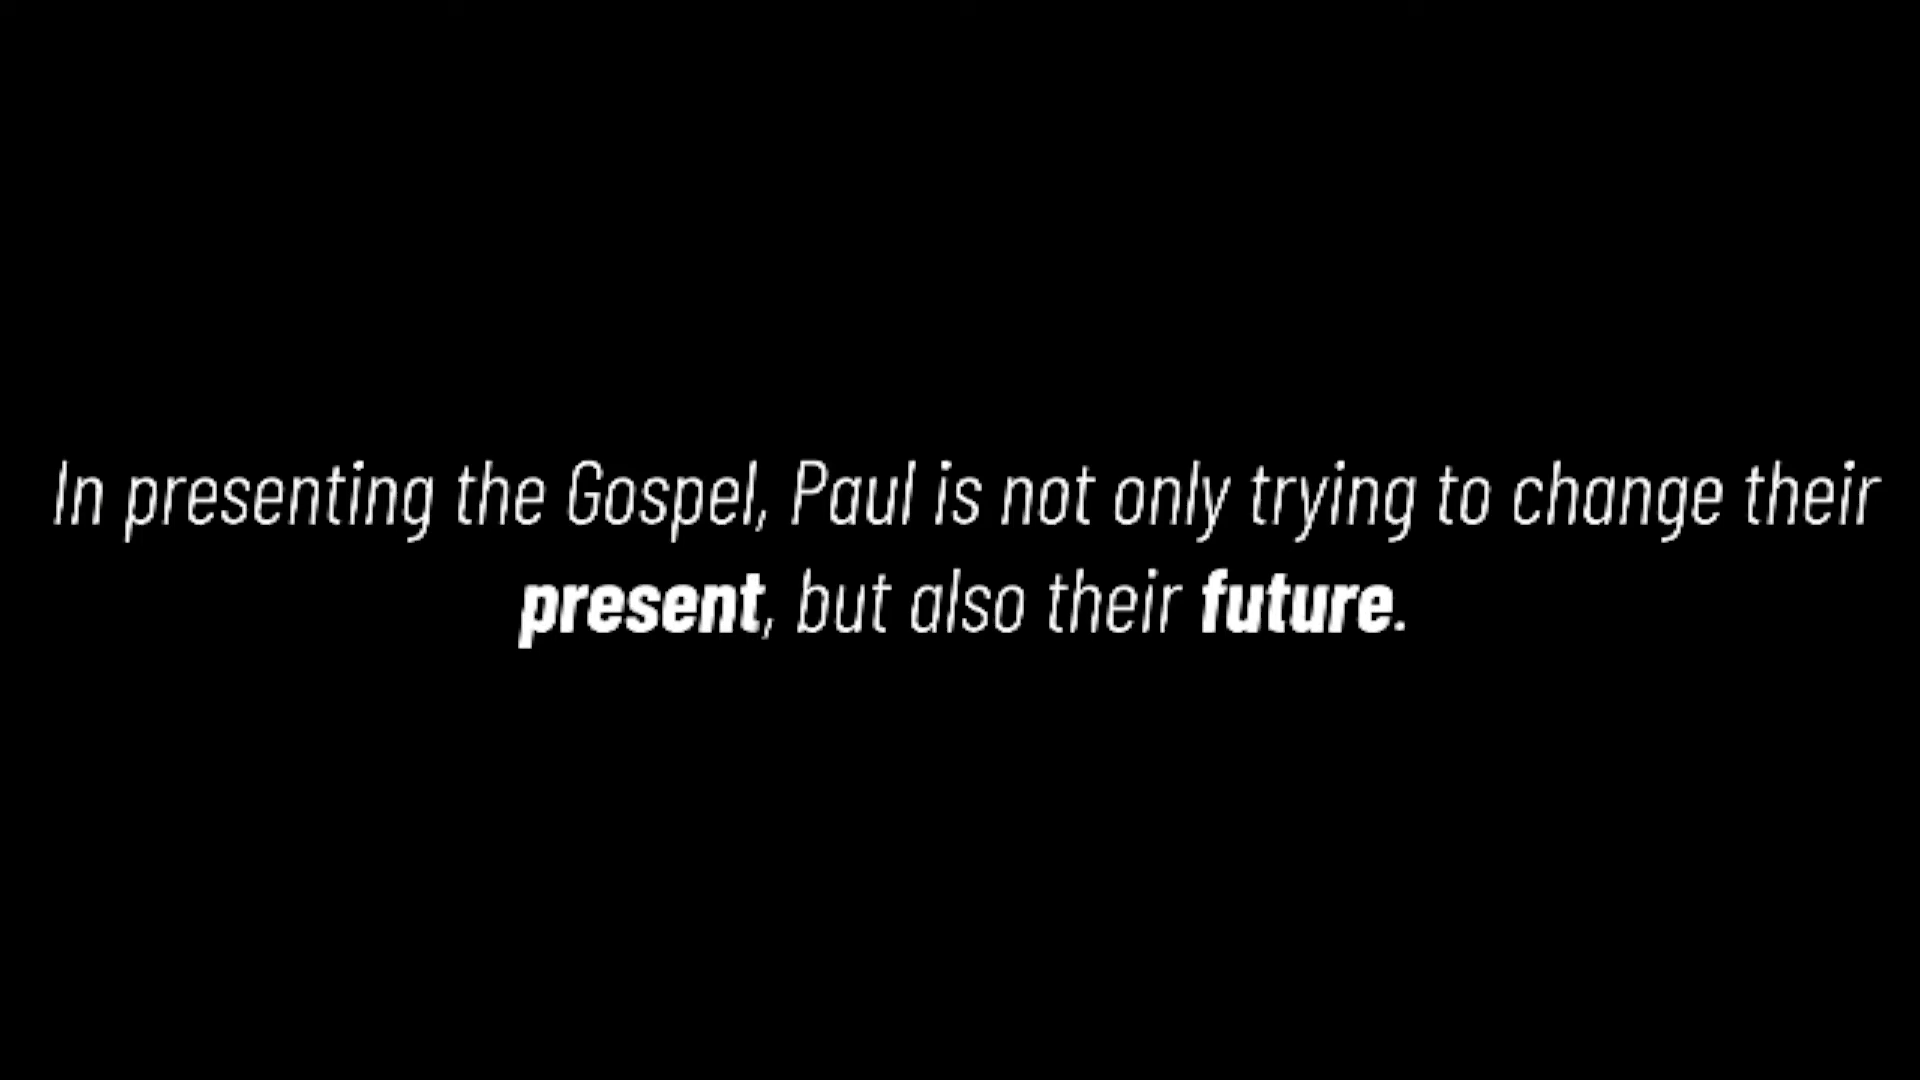 In presenting the Gospel, Paul is not only trying to change their
present, but also their future.